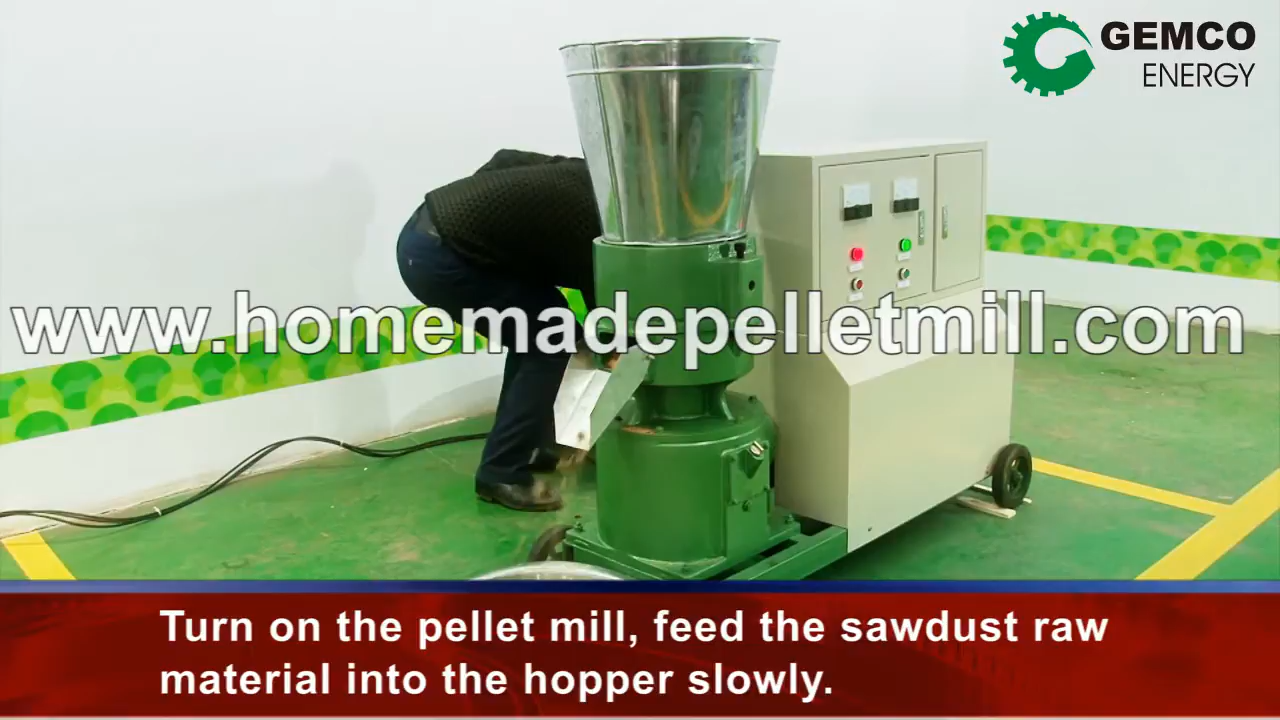 GEMCO
ENERGY
www.homemadepelletmill.com
Turn on the pellet mill, feed the sawdust raw
material into the hopper slowly.